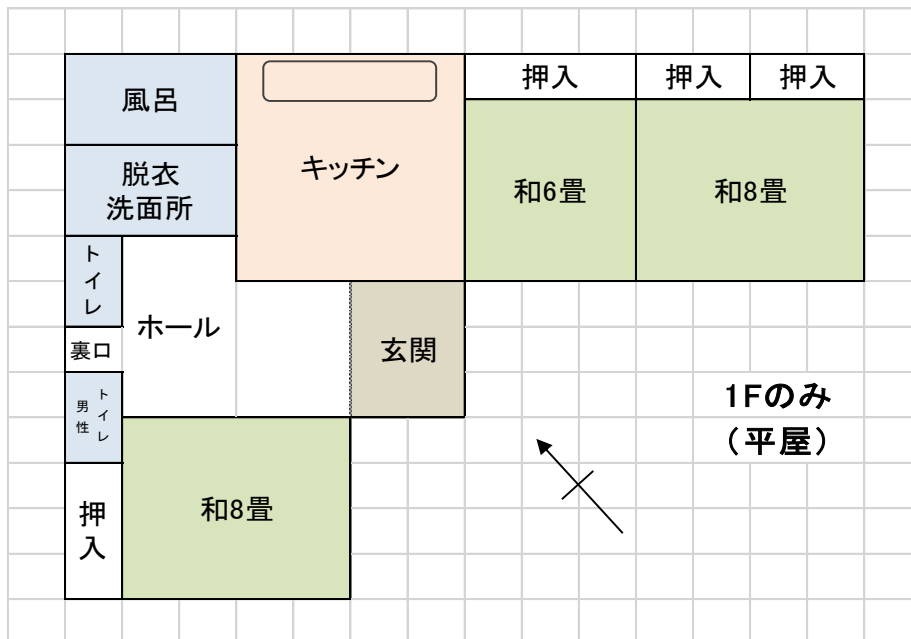 押入
押入
押入
風呂
キッチン
脱衣
洗面所
和6畳
和8畳
トイレ
ホール
裏口
玄関
男性
トイレ
1Fのみ
（平屋）
押入
和8畳